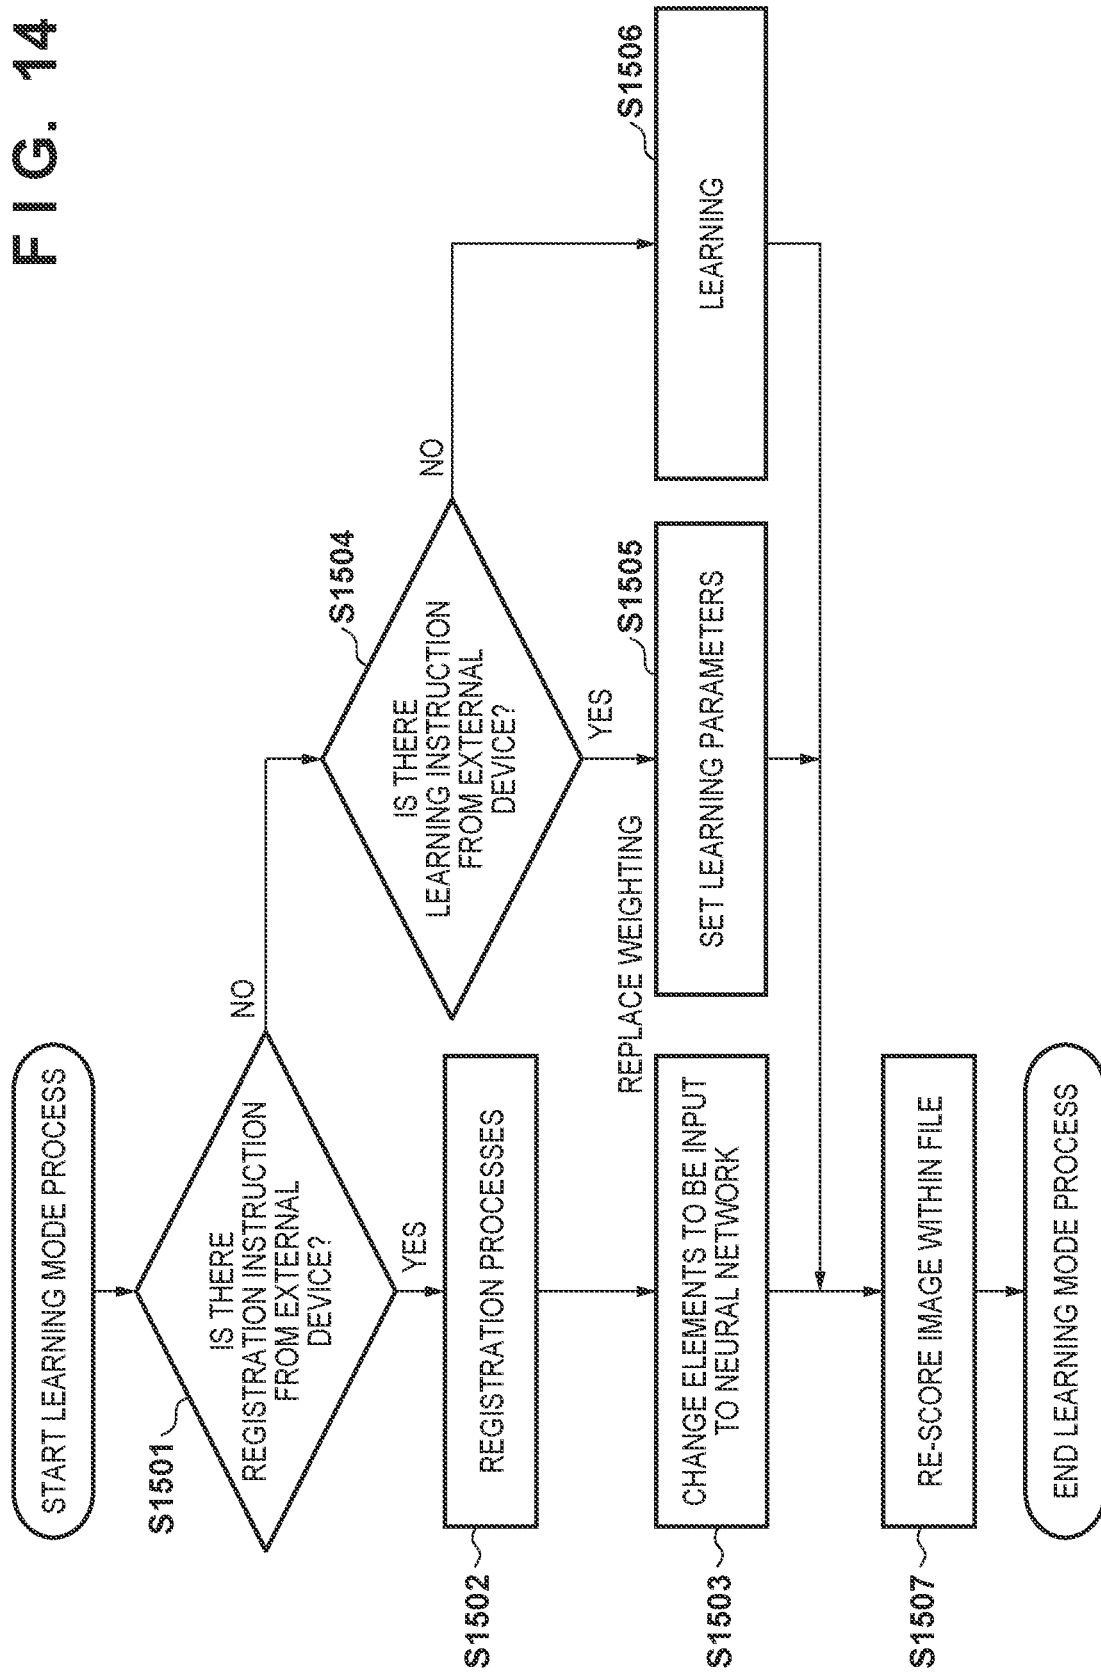 FIG. 14
START LEARNING MODE PROCESS
S1501
IS THERE
REGISTRATION INSTRUCTION
FROM EXTERNAL
DEVICE?
NO
YES
S1504
IS THERE
LEARNING INSTRUCTION
FROM EXTERNAL
DEVICE?
NO
YES
S1502
REGISTRATION PROCESSES
REPLACE WEIGHTING
S1503
CHANGE ELEMENTS TO BE INPUT
TO NEURAL NETWORK
S1505
SET LEARNING PARAMETERS
S1506
LEARNING
S1507
RE-SCORE IMAGE WITHIN FILE
END LEARNING MODE PROCESS